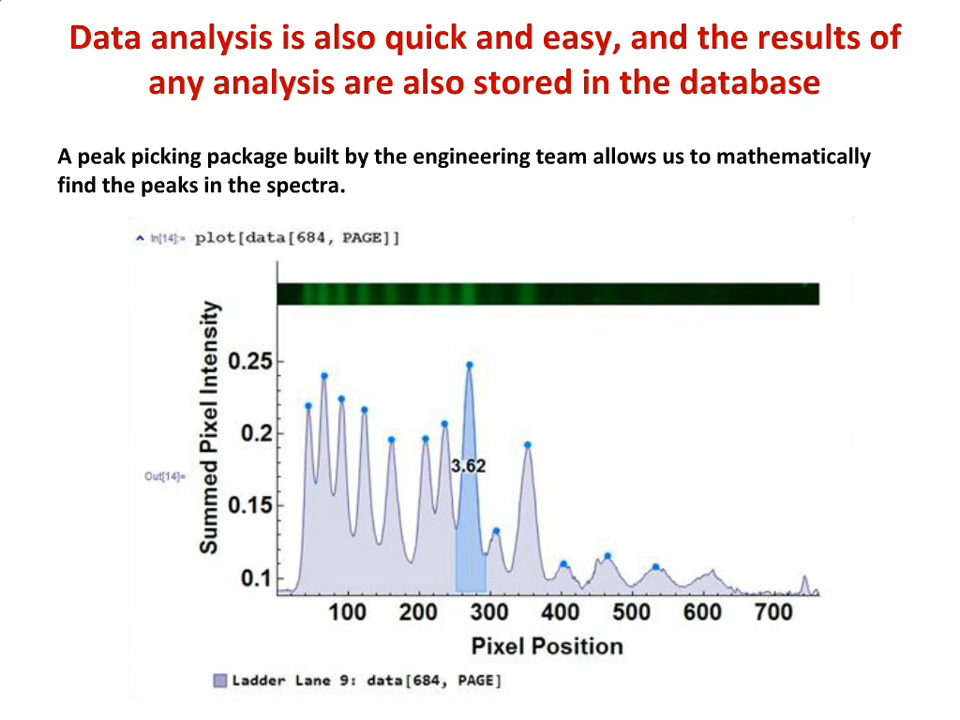 Data analysis is also quick and easy, and the results of
any analysis are also stored in the database
A peak picking package built by the engineering team allows us to mathematically
find the peaks in the spectra.
In[14]:= plot[data[684, PAGE]]
Summed Pixel Intensity
0.25
0.2
0.15
0.1
3.62
Out[14]=
100 200 300 400 500 600 700
Pixel Position
Ladder Lane 9: data[684, PAGE]